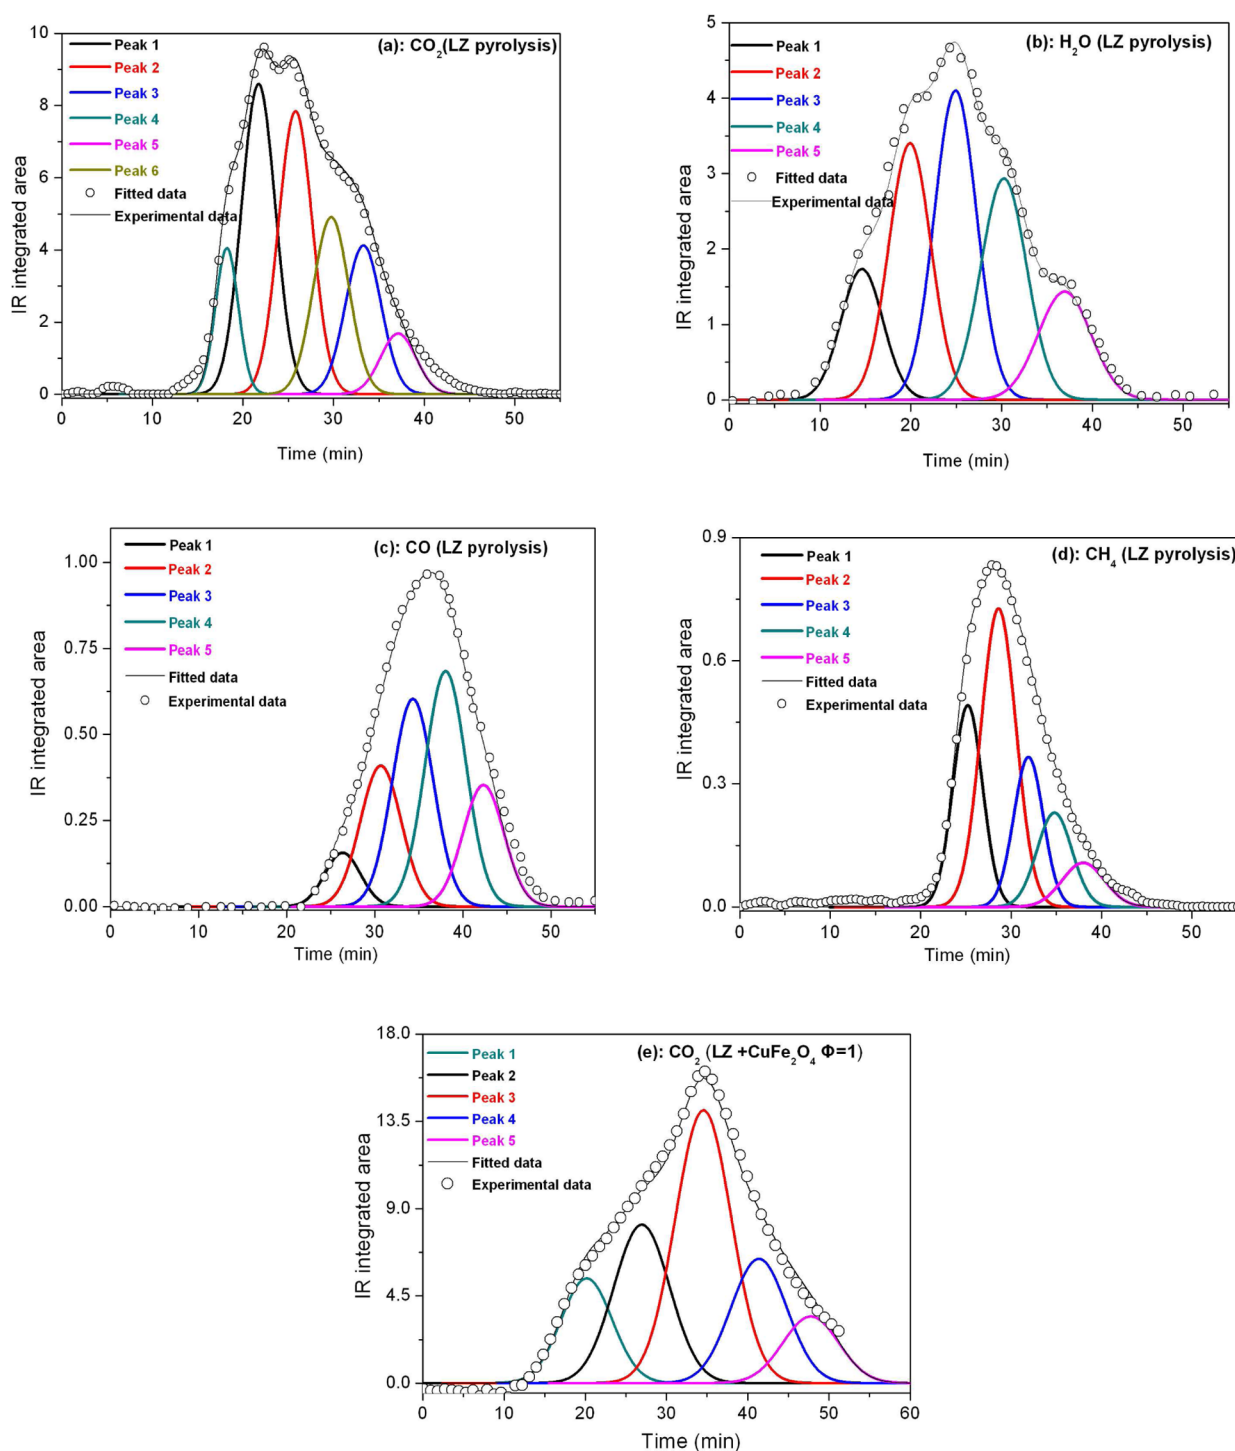 (a): CO₂(LZ pyrolysis)
Peak 1
Peak 2
Peak 3
Peak 4
Peak 5
Peak 6
Fitted data
Experimental data
IR integrated area
10
8
6
4
2
0
0 10 20 30 40 50
Time (min)
(b): H₂O (LZ pyrolysis)
Peak 1
Peak 2
Peak 3
Peak 4
Peak 5
Fitted data
Experimental data
IR integrated area
5
4
3
2
1
0
0 10 20 30 40 50
Time (min)
(c): CO (LZ pyrolysis)
Peak 1
Peak 2
Peak 3
Peak 4
Peak 5
Fitted data
Experimental data
IR integrated area
1.00
0.75
0.50
0.25
0.00
0 10 20 30 40 50
Time (min)
(d): CH₄ (LZ pyrolysis)
Peak 1
Peak 2
Peak 3
Peak 4
Peak 5
Fitted data
Experimental data
IR integrated area
0.9
0.6
0.3
0.0
0 10 20 30 40 50
Time (min)
(e): CO₂ (LZ +CuFe₂O₄ Φ=1)
Peak 1
Peak 2
Peak 3
Peak 4
Peak 5
Fitted data
Experimental data
IR integrated area
18.0
13.5
9.0
4.5
0.0
0 10 20 30 40 50 60
Time (min)